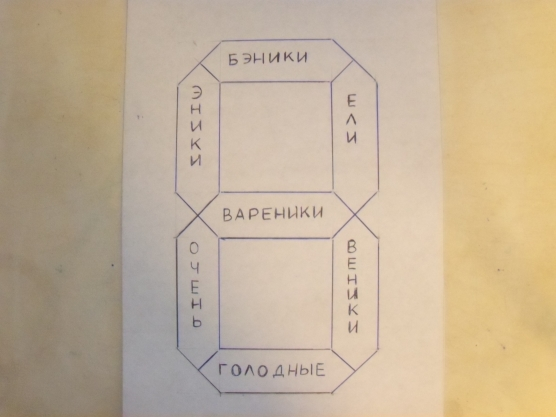 БЭНИКИ
ЭНИКИ
ЕЛИ
ВАРЕНИКИ
ОЧЕНЬ
ВЕНИКИ
ГОЛОДНЫЕ